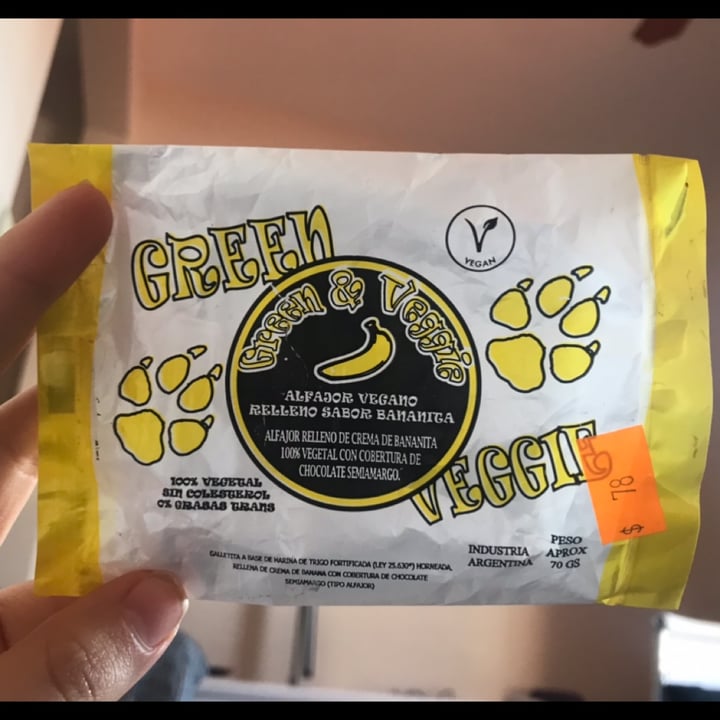 GREEN
VEGAN
Green & Veggie
ALFAJOR VEGANO
RELLENO SABOR BANANITA
ALFAJOR RELLENO DE CREMA DE BANANITA
100% VEGETAL CON COBERTURA DE
CHOCOLATE SEMIAMARGO.
VEGGIE
$ 78
100% VEGETAL
SIN COLESTEROL
0% GRASAS TRANS
GALLETITA A BASE DE HARINA DE TRIGO FORTIFICADA (LEY 25.630°) HORNEADA,
RELLENA DE CREMA DE BANANA CON COBERTURA DE CHOCOLATE
SEMIAMARGO (TIPO ALFAJOR)
INDUSTRIA
ARGENTINA
PESO
APROX
70 GS